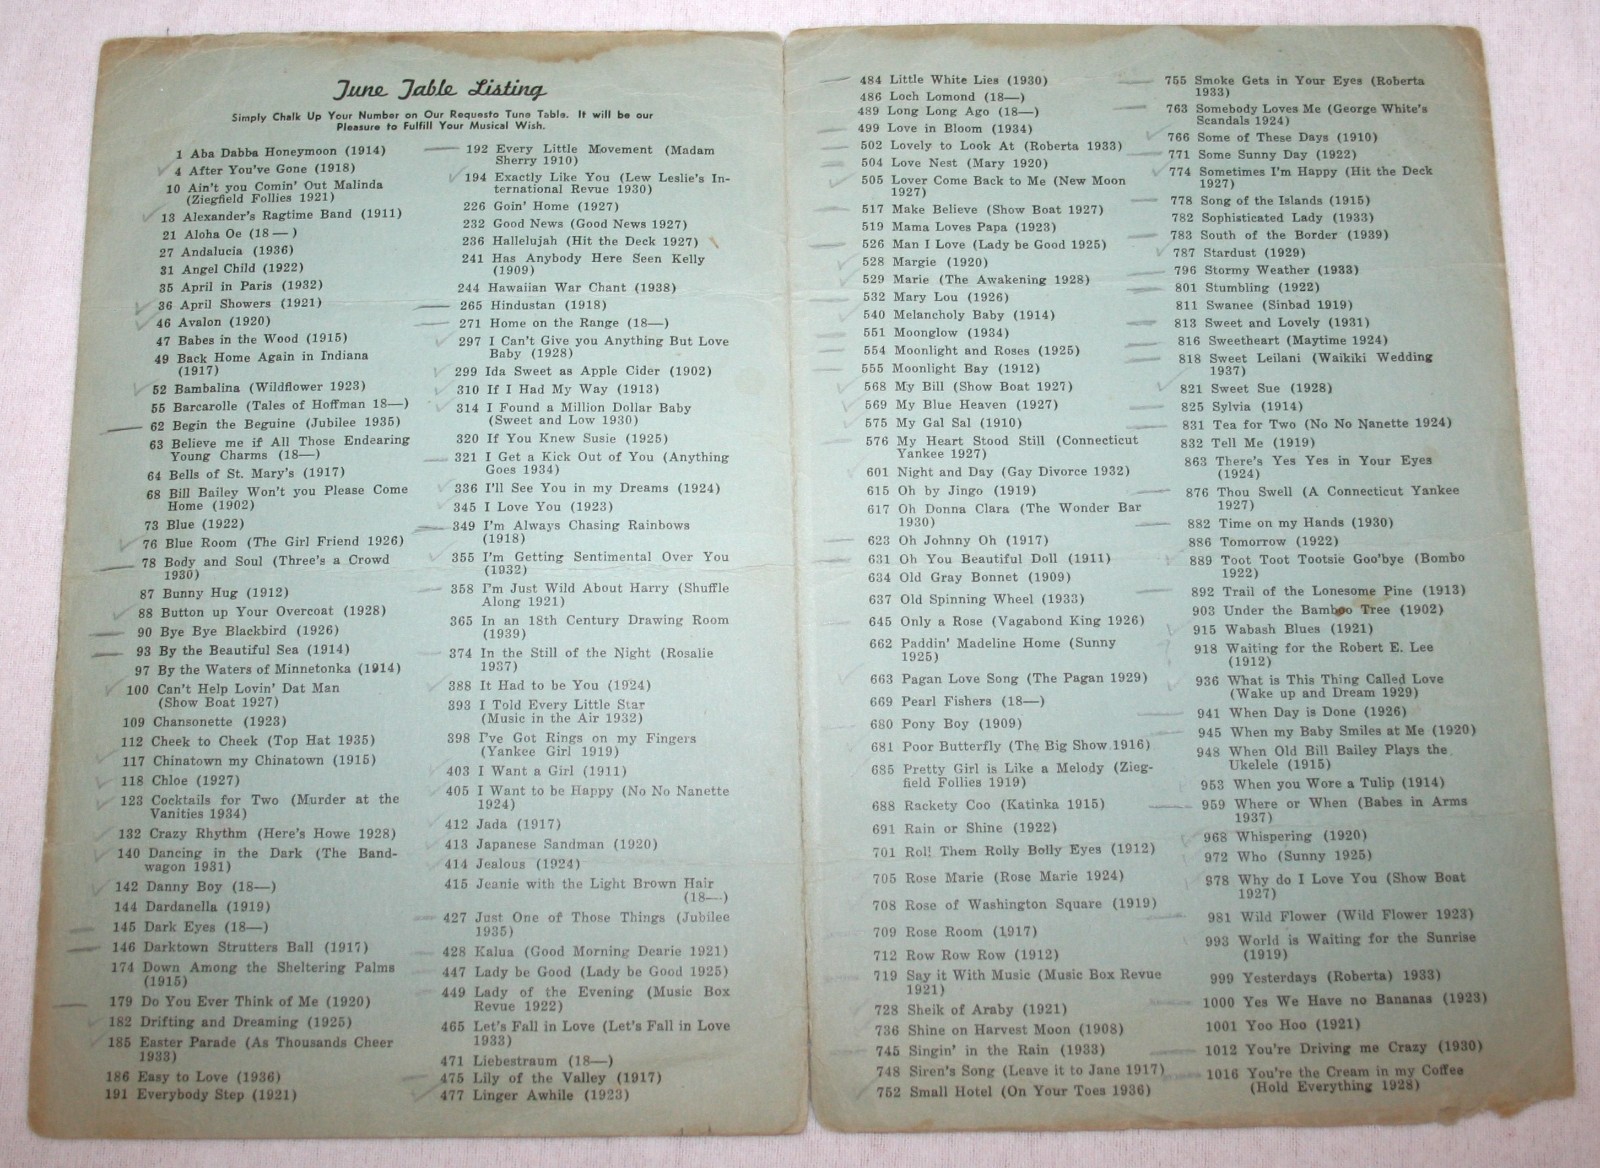 Tune Table Listing
Simply Chalk Up Your Number on Our Requesto Tune Table. It will be our
Pleasure to Fulfill Your Musical Wish.
1 Aba Dabba Honeymoon (1914)
4 After You've Gone (1918)
10 Ain't you Comin' Out Malinda
(Ziegfield Follies 1921)
13 Alexander's Ragtime Band (1911)
21 Aloha Oe (18 — )
27 Andalucia (1936)
31 Angel Child (1922)
35 April in Paris (1932)
36 April Showers (1921)
46 Avalon (1920)
47 Babes in the Wood (1915)
49 Back Home Again in Indiana
(1917)
52 Bambalina (Wildflower 1923)
55 Barcarolle (Tales of Hoffman 18—)
62 Begin the Beguine (Jubilee 1935)
63 Believe me if All Those Endearing
Young Charms (18—)
64 Bells of St. Mary's (1917)
68 Bill Bailey Won't you Please Come
Home (1902)
73 Blue (1922)
76 Blue Room (The Girl Friend 1926)
78 Body and Soul (Three's a Crowd
1930)
87 Bunny Hug (1912)
88 Button up Your Overcoat (1928)
90 Bye Bye Blackbird (1926)
93 By the Beautiful Sea (1914)
97 By the Waters of Minnetonka (1914)
100 Can't Help Lovin' Dat Man
(Show Boat 1927)
109 Chansonette (1923)
112 Cheek to Cheek (Top Hat 1935)
117 Chinatown my Chinatown (1915)
118 Chloe (1927)
123 Cocktails for Two (Murder at the
Vanities 1934)
132 Crazy Rhythm (Here's Howe 1928)
140 Dancing in the Dark (The Band-
wagon 1931)
142 Danny Boy (18—)
144 Dardanella (1919)
145 Dark Eyes (18—)
146 Darktown Strutters Ball (1917)
174 Down Among the Sheltering Palms
(1915)
179 Do You Ever Think of Me (1920)
182 Drifting and Dreaming (1925)
185 Easter Parade (As Thousands Cheer
1933)
186 Easy to Love (1936)
191 Everybody Step (1921)
192 Every Little Movement (Madam
Sherry 1910)
194 Exactly Like You (Lew Leslie's In-
ternational Revue 1930)
226 Goin' Home (1927)
232 Good News (Good News 1927)
236 Hallelujah (Hit the Deck 1927)
241 Has Anybody Here Seen Kelly
(1909)
244 Hawaiian War Chant (1938)
265 Hindustan (1918)
271 Home on the Range (18—)
297 I Can't Give you Anything But Love
Baby (1928)
299 Ida Sweet as Apple Cider (1902)
310 If I Had My Way (1913)
314 I Found a Million Dollar Baby
(Sweet and Low 1930)
320 If You Knew Susie (1925)
321 I Get a Kick Out of You (Anything
Goes 1934)
336 I'll See You in my Dreams (1924)
345 I Love You (1923)
349 I'm Always Chasing Rainbows
(1918)
355 I'm Getting Sentimental Over You
(1932)
358 I'm Just Wild About Harry (Shuffle
Along 1921)
365 In an 18th Century Drawing Room
(1939)
374 In the Still of the Night (Rosalie
1937)
388 It Had to be You (1924)
393 I Told Every Little Star
(Music in the Air 1932)
398 I've Got Rings on my Fingers
(Yankee Girl 1919)
403 I Want a Girl (1911)
405 I Want to be Happy (No No Nanette
1924)
412 Jada (1917)
413 Japanese Sandman (1920)
414 Jealous (1924)
415 Jeanie with the Light Brown Hair
(18—)
427 Just One of Those Things (Jubilee
1935)
428 Kalua (Good Morning Dearie 1921)
447 Lady be Good (Lady be Good 1925)
449 Lady of the Evening (Music Box
Revue 1922)
465 Let's Fall in Love (Let's Fall in Love
1933)
471 Liebestraum (18—)
475 Lily of the Valley (1917)
477 Linger Awhile (1923)
484 Little White Lies (1930)
486 Loch Lomond (18—)
489 Long Long Ago (18—)
499 Love in Bloom (1934)
502 Lovely to Look At (Roberta 1933)
504 Love Nest (Mary 1920)
505 Lover Come Back to Me (New Moon
1927)
517 Make Believe (Show Boat 1927)
519 Mama Loves Papa (1923)
526 Man I Love (Lady be Good 1925)
528 Margie (1920)
529 Marie (The Awakening 1928)
532 Mary Lou (1926)
540 Melancholy Baby (1914)
551 Moonglow (1934)
554 Moonlight and Roses (1925)
555 Moonlight Bay (1912)
568 My Bill (Show Boat 1927)
569 My Blue Heaven (1927)
575 My Gal Sal (1910)
576 My Heart Stood Still (Connecticut
Yankee 1927)
601 Night and Day (Gay Divorce 1932)
615 Oh by Jingo (1919)
617 Oh Donna Clara (The Wonder Bar
1930)
623 Oh Johnny Oh (1917)
631 Oh You Beautiful Doll (1911)
634 Old Gray Bonnet (1909)
637 Old Spinning Wheel (1933)
645 Only a Rose (Vagabond King 1926)
662 Paddin' Madeline Home (Sunny
1925)
663 Pagan Love Song (The Pagan 1929)
669 Pearl Fishers (18—)
680 Pony Boy (1909)
681 Poor Butterfly (The Big Show 1916)
685 Pretty Girl is Like a Melody (Zieg-
field Follies 1919)
688 Rackety Coo (Katinka 1915)
691 Rain or Shine (1922)
701 Roll Them Rolly Bolly Eyes (1912)
705 Rose Marie (Rose Marie 1924)
708 Rose of Washington Square (1919)
709 Rose Room (1917)
712 Row Row Row (1912)
719 Say it With Music (Music Box Revue
1921)
728 Sheik of Araby (1921)
736 Shine on Harvest Moon (1908)
745 Singin' in the Rain (1933)
748 Siren's Song (Leave it to Jane 1917)
752 Small Hotel (On Your Toes 1936)
755 Smoke Gets in Your Eyes (Roberta
1933)
763 Somebody Loves Me (George White's
Scandals 1924)
766 Some of These Days (1910)
771 Some Sunny Day (1922)
774 Sometimes I'm Happy (Hit the Deck
1927)
778 Song of the Islands (1915)
782 Sophisticated Lady (1933)
783 South of the Border (1939)
787 Stardust (1929)
796 Stormy Weather (1933)
801 Stumbling (1922)
811 Swanee (Sinbad 1919)
813 Sweet and Lovely (1931)
816 Sweetheart (Maytime 1924)
818 Sweet Leilani (Waikiki Wedding
1937)
821 Sweet Sue (1928)
825 Sylvia (1914)
831 Tea for Two (No No Nanette 1924)
832 Tell Me (1919)
863 There's Yes Yes in Your Eyes
(1924)
876 Thou Swell (A Connecticut Yankee
1927)
882 Time on my Hands (1930)
886 Tomorrow (1922)
889 Toot Toot Tootsie Goo'bye (Bombo
1922)
892 Trail of the Lonesome Pine (1913)
903 Under the Bamboo Tree (1902)
915 Wabash Blues (1921)
918 Waiting for the Robert E. Lee
(1912)
936 What is This Thing Called Love
(Wake up and Dream 1929)
941 When Day is Done (1926)
945 When my Baby Smiles at Me (1920)
948 When Old Bill Bailey Plays the
Ukelele (1915)
953 When you Wore a Tulip (1914)
959 Where or When (Babes in Arms
1937)
968 Whispering (1920)
972 Who (Sunny 1925)
978 Why do I Love You (Show Boat
1927)
981 Wild Flower (Wild Flower 1923)
993 World is Waiting for the Sunrise
(1919)
999 Yesterdays (Roberta) 1933)
1000 Yes We Have no Bananas (1923)
1001 Yoo Hoo (1921)
1012 You're Driving me Crazy (1930)
1016 You're the Cream in my Coffee
(Hold Everything 1928)